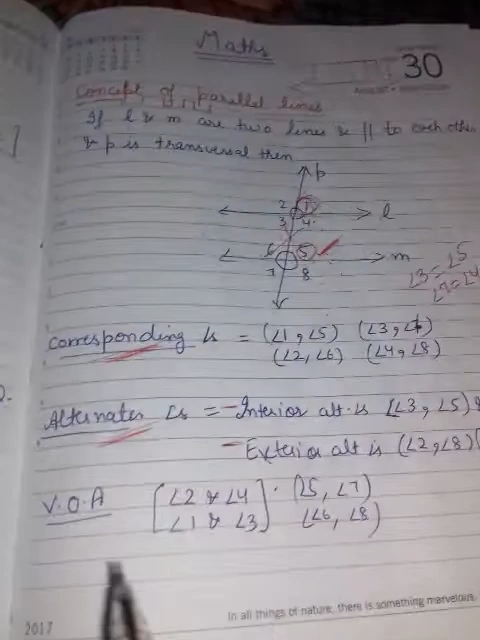 Maths
30
Concept of parallel lines
If l & m are two lines & || to each other
& p is transversal then
p
2 1
3 4
l
6 5
7 8
m
∠3 = ∠5
Corresponding ∠s = (∠1, ∠5) (∠3, ∠7)
(∠2, ∠6) (∠4, ∠8)
Alternates ∠s = - Interior alt. is (∠3, ∠5)
- Exterior alt is (∠2, ∠8)
V.O.A [∠2 & ∠4] . (∠5, ∠7)
[∠1 & ∠3] (∠6, ∠8)
In all things of nature, there is something marvelous.
2017